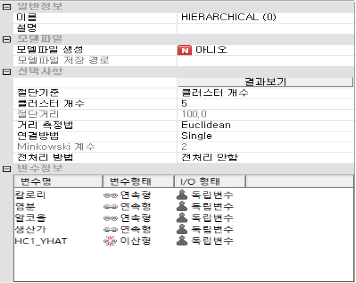 일반정보
이름 HIERARCHICAL (0)
설명
모델파일
모델파일 생성 N 아니오
모델파일 저장 경로
선택사항
결과보기
절단기준 클러스터 개수
클러스터 개수 5
절단거리 100,0
거리 측정법 Euclidean
연결방법 Single
Minkowski 계수 2
전처리 방법 전처리 안함
변수정보
변수명 변수형태 I/O 형태
칼로리 연속형 독립변수
염분 연속형 독립변수
알코올 연속형 독립변수
생산가 연속형 독립변수
HC1_YHAT 이산형 독립변수